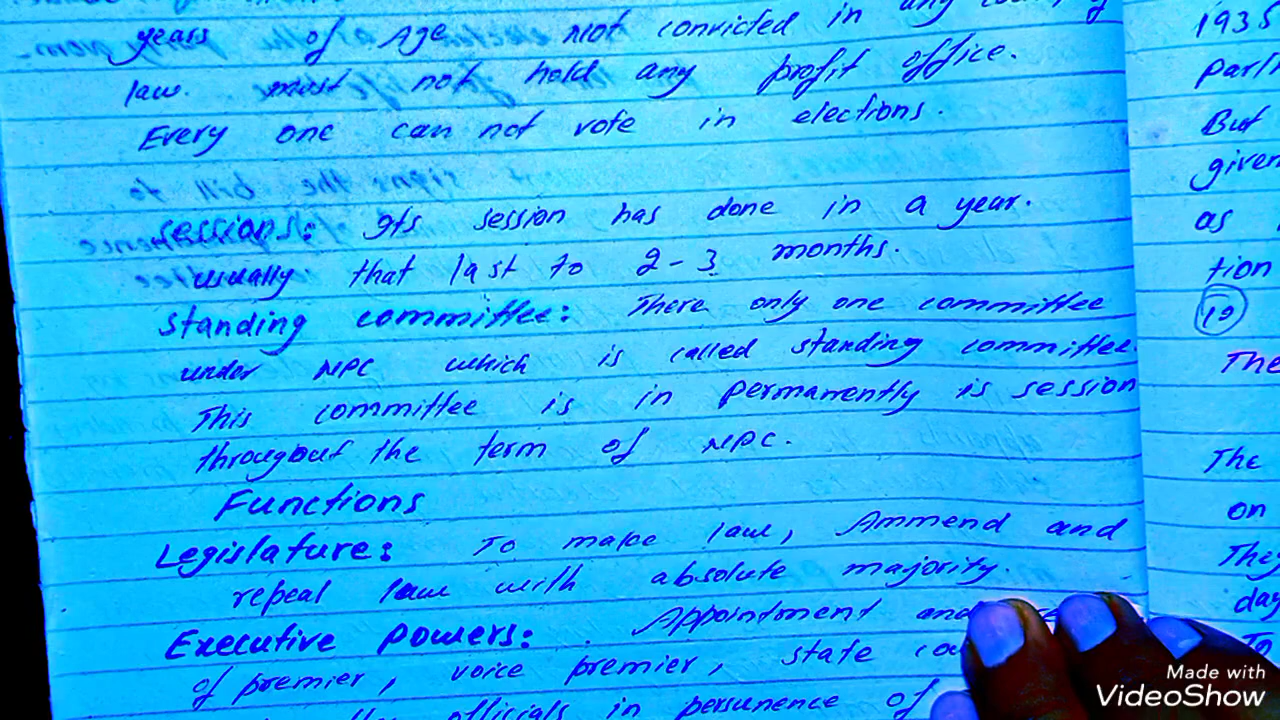 years of Age not convicted in any
law. must not hold any profit office.
Every one can not vote in elections.
sessions: Its session has done in a year.
usually that last to 2-3 months.
standing committee: There only one committee
under NPC which is called standing committee.
This committee is in permanently is session
throughout the term of NPC.
Functions
Legislature: To make law, Ammend and
repeal law with absolute majority.
Executive Powers: Appointment and
of premier, voice premier, state
officials in persunence of
1935
Parli
But
given
as
tion
10
The
The
on
They
day
To
Made with
VideoShow